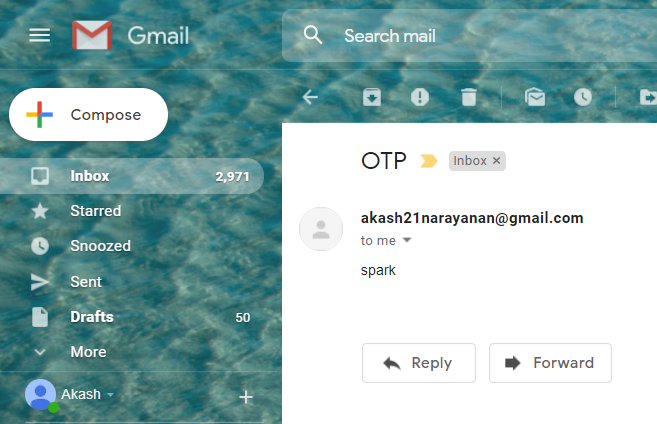 Gmail
Search mail
Compose
Inbox 2,971
Starred
Snoozed
Sent
Drafts 50
More
Akash
OTP Inbox
akash21narayanan@gmail.com
to me
spark
Reply Forward